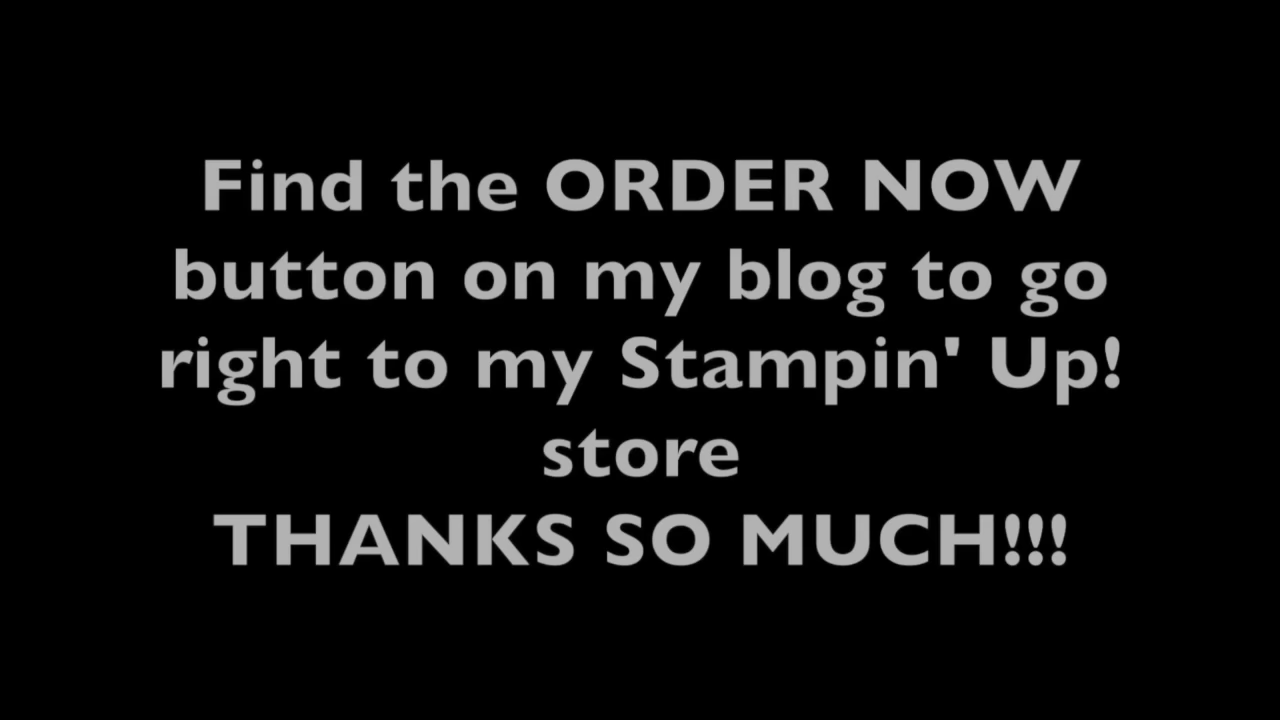 Find the ORDER NOW
button on my blog to go
right to my Stampin' Up!
store
THANKS SO MUCH!!!